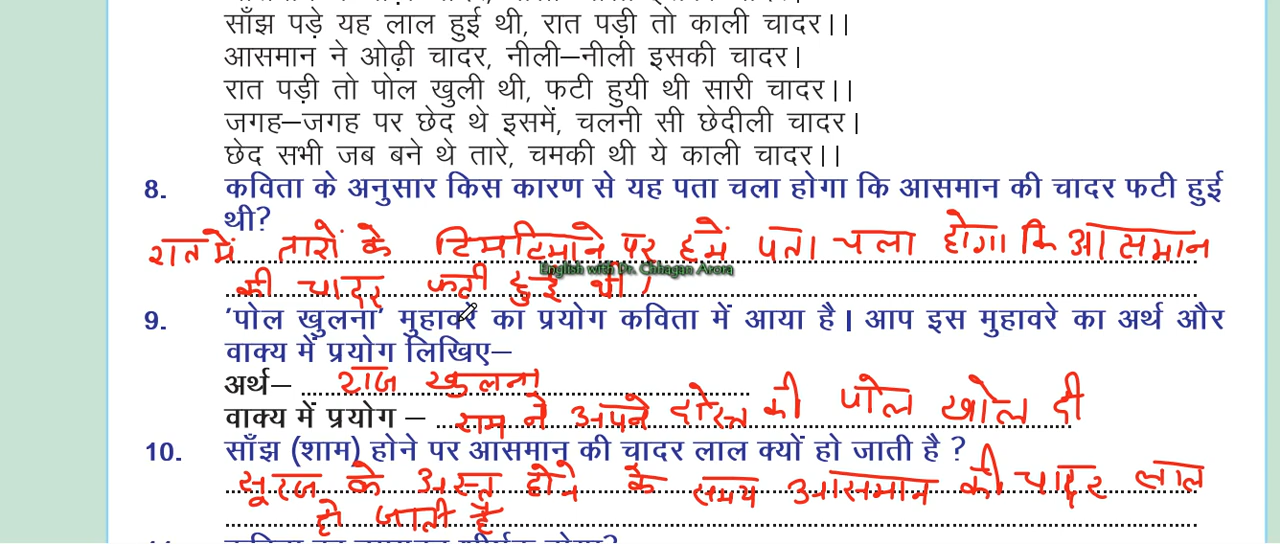 साँझ पड़े यह लाल हुई थी, रात पड़ी तो काली चादर।।
आसमान ने ओढ़ी चादर, नीली–नीली इसकी चादर।
रात पड़ी तो पोल खुली थी, फटी हुयी थी सारी चादर।।
जगह–जगह पर छेद थे इसमें, चलनी सी छेदीली चादर।
छेद सभी जब बने थे तारे, चमकी थी ये काली चादर।।
8. कविता के अनुसार किस कारण से यह पता चला होगा कि आसमान की चादर फटी हुई
थी?
रात में तारों के टिमटिमाने पर हमें पता चला होगा कि आसमान
English with Dr. Chhagan Arora
की चादर फटी हुई थी।
9. 'पोल खुलना' मुहावरे का प्रयोग कविता में आया है। आप इस मुहावरे का अर्थ और
वाक्य में प्रयोग लिखिए–
अर्थ– राज खुलना
वाक्य में प्रयोग – राम ने अपने दोस्त की पोल खोल दी
10. साँझ (शाम) होने पर आसमान की चादर लाल क्यों हो जाती है ?
सूरज के अस्त होने के समय आसमान की चादर लाल
हो जाती है